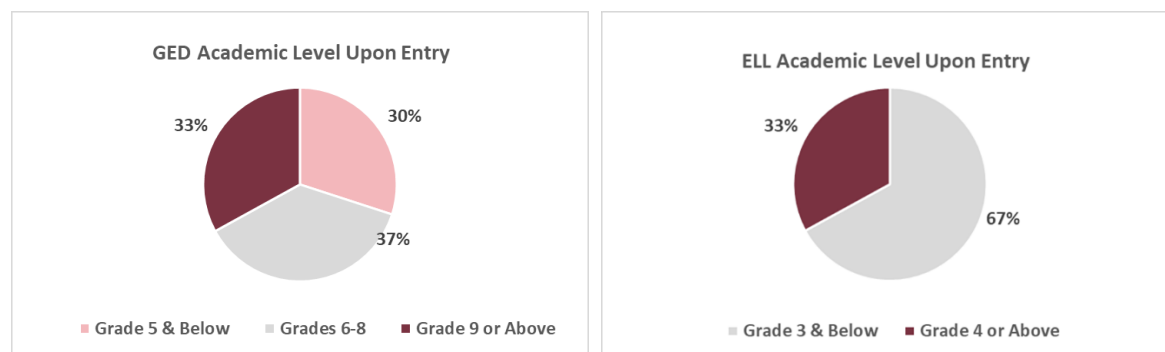 GED Academic Level Upon Entry
33%
30%
37%
Grade 5 & Below Grades 6-8 Grade 9 or Above
ELL Academic Level Upon Entry
33%
67%
Grade 3 & Below Grade 4 or Above